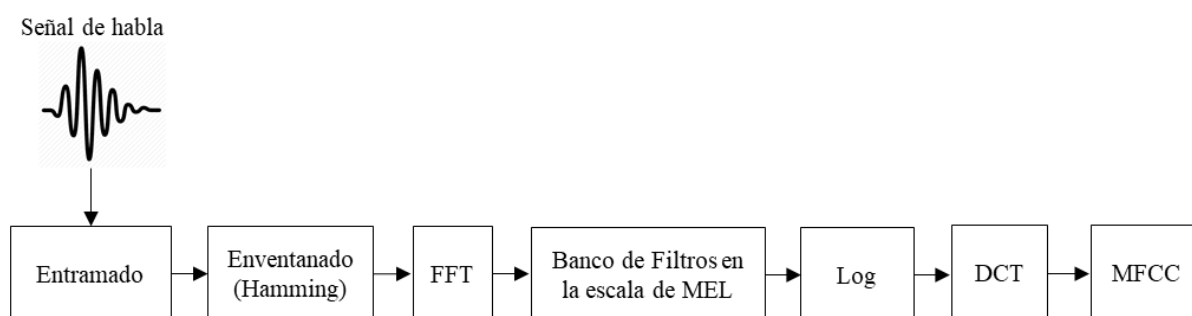 Señal de habla
Entramado
Enventanado
(Hamming)
FFT
Banco de Filtros en
la escala de MEL
Log
DCT
MFCC